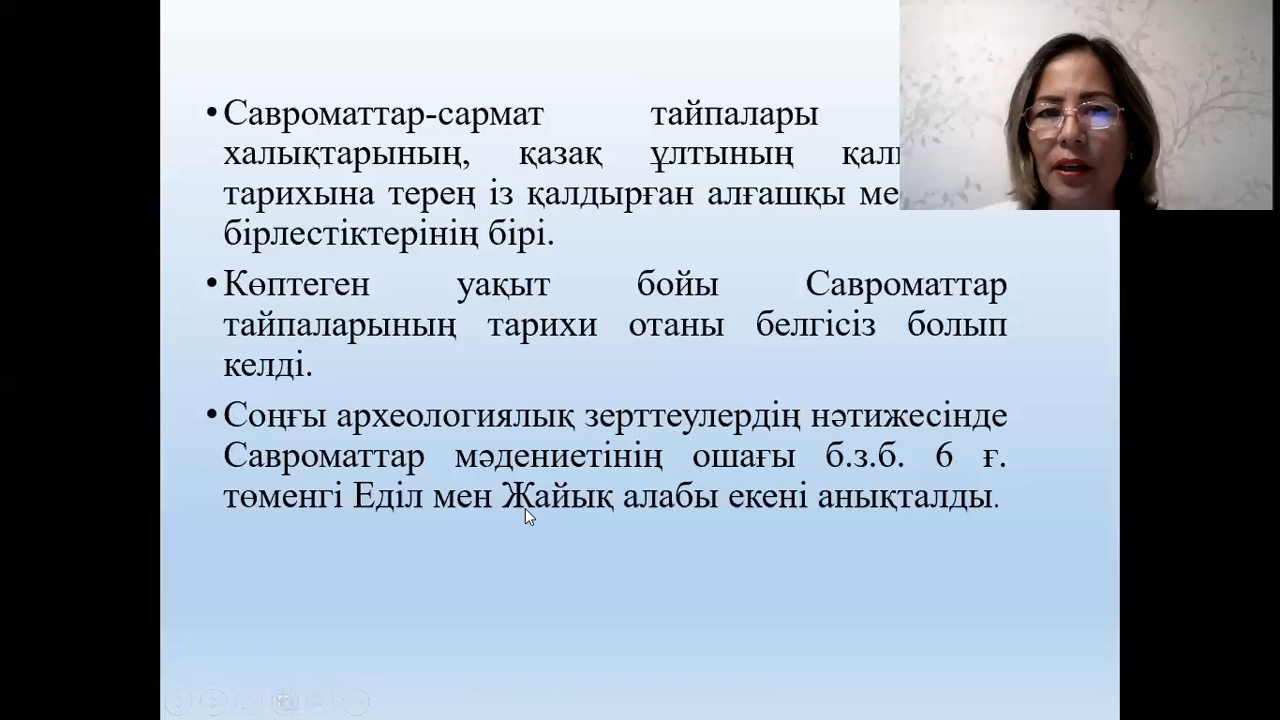 • Савроматтар-сармат тайпалары
халықтарының, қазақ ұлтының
тарихына терең із қалдырған алғашқы
бірлестіктерінің бірі.
• Көптеген уақыт бойы Савроматтар
тайпаларының тарихи отаны белгісіз болып
келді.
• Соңғы археологиялық зерттеулердің нәтижесінде
Савроматтар мәдениетінің ошағы б.з.б. 6 ғ.
төменгі Еділ мен Жайық алабы екені анықталды.